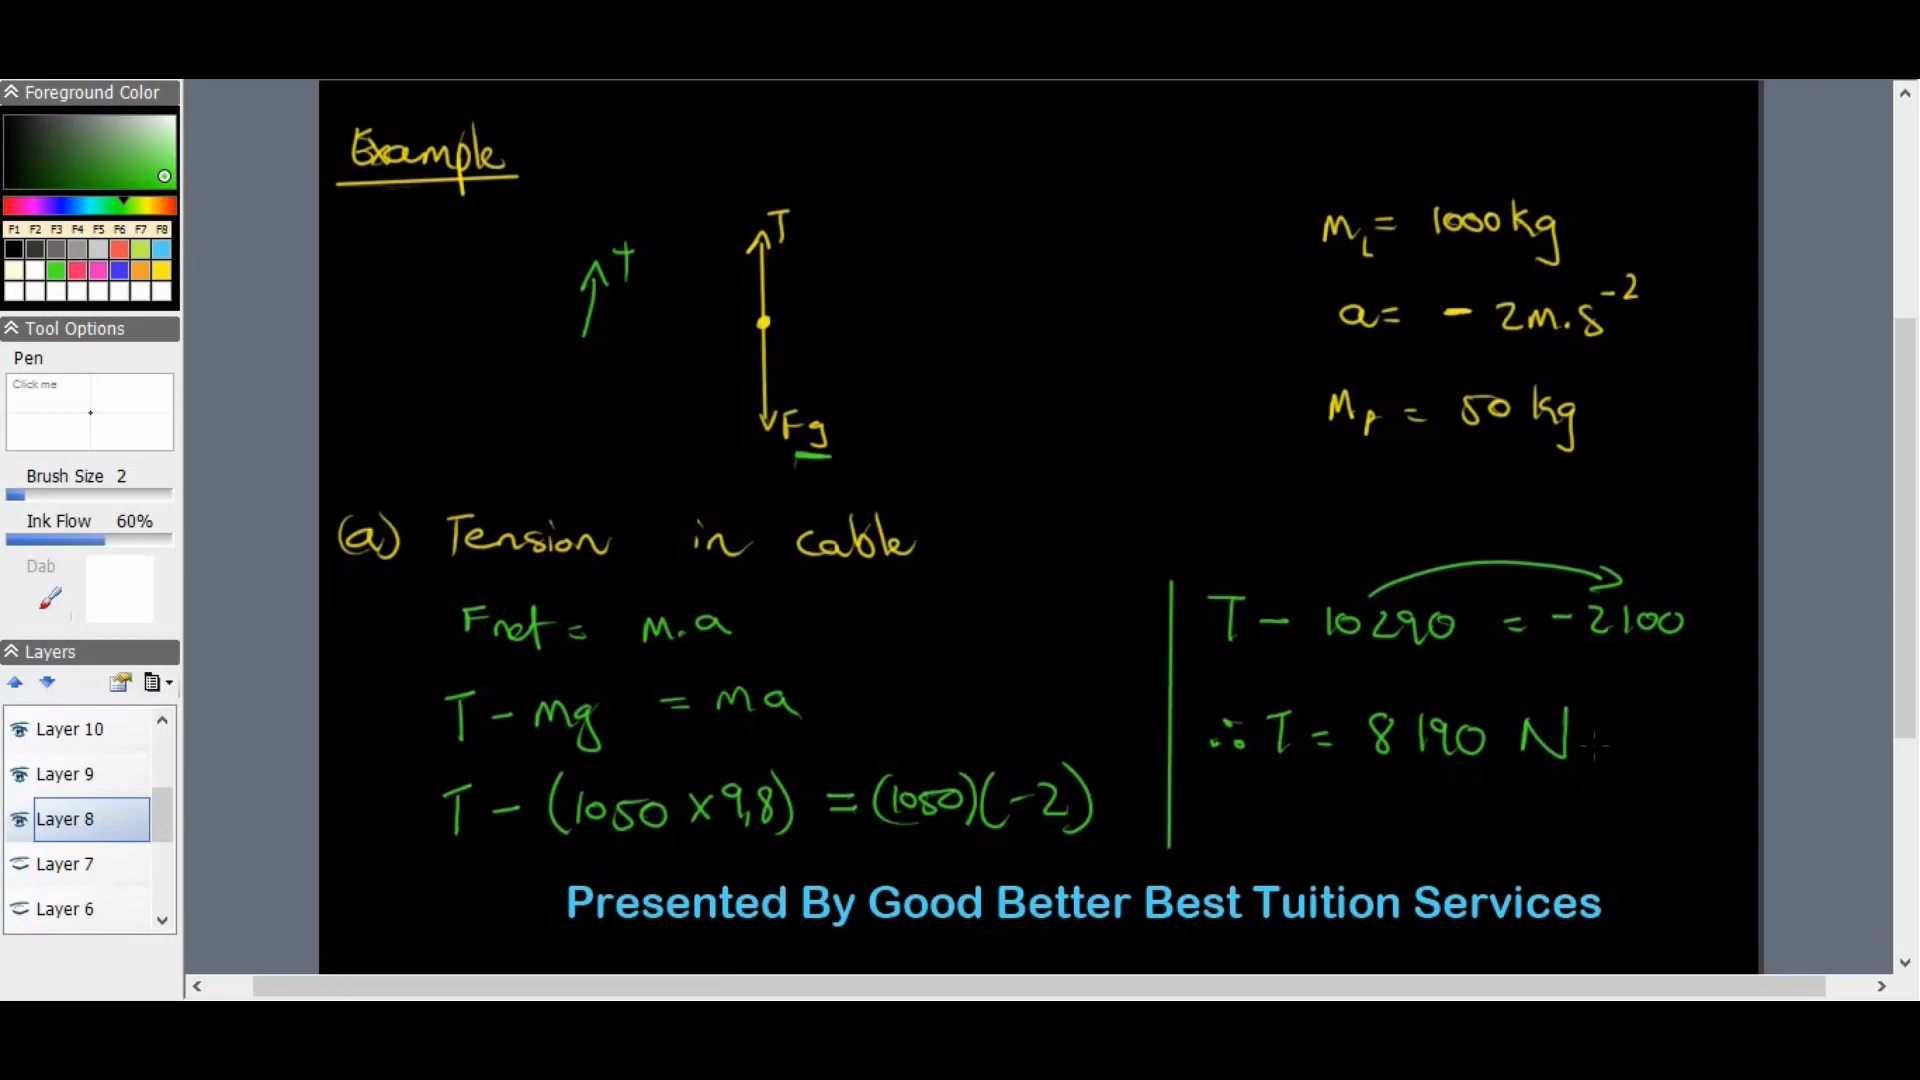 Foreground Color
F1 F2 F3 F4 F5 F6 F7 F8
Tool Options
Pen
Click me
Brush Size 2
Ink Flow 60%
Dab
Layers
Layer 10
Layer 9
Layer 8
Layer 7
Layer 6
Example
+
T
Fg
mL = 1000 kg
a = - 2m.s⁻²
Mp = 50 kg
(a) Tension in cable
Fnet = m.a
T - mg = ma
T - (1050 x 9,8) = (1050)(-2)
T - 10290 = -2100
∴ T = 8190 N
Presented By Good Better Best Tuition Services